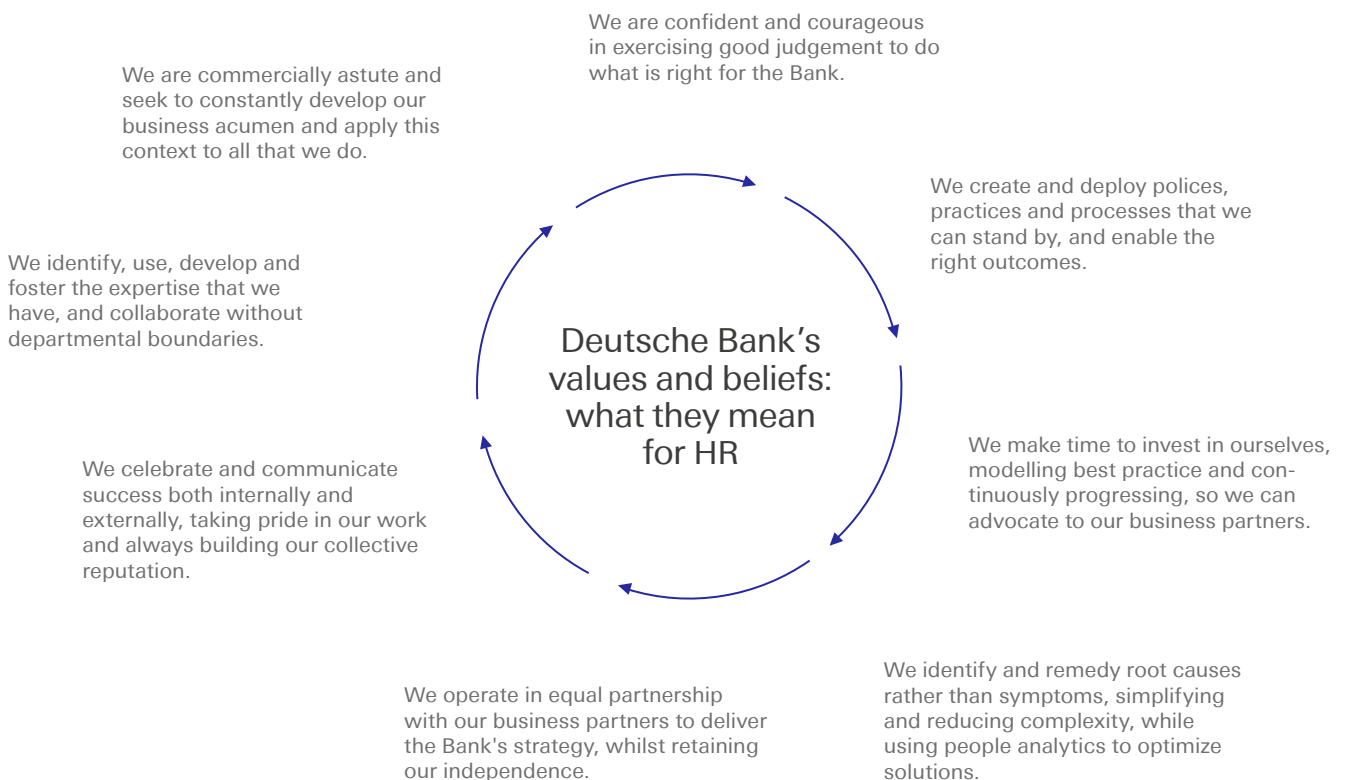 We are confident and courageous
in exercising good judgement to do
what is right for the Bank.
We create and deploy polices,
practices and processes that we
can stand by, and enable the
right outcomes.
We make time to invest in ourselves,
modelling best practice and con-
tinuously progressing, so we can
advocate to our business partners.
We identify and remedy root causes
rather than symptoms, simplifying
and reducing complexity, while
using people analytics to optimize
solutions.
We operate in equal partnership
with our business partners to deliver
the Bank's strategy, whilst retaining
our independence.
We celebrate and communicate
success both internally and
externally, taking pride in our work
and always building our collective
reputation.
We identify, use, develop and
foster the expertise that we
have, and collaborate without
departmental boundaries.
We are commercially astute and
seek to constantly develop our
business acumen and apply this
context to all that we do.
Deutsche Bank’s
values and beliefs:
what they mean
for HR